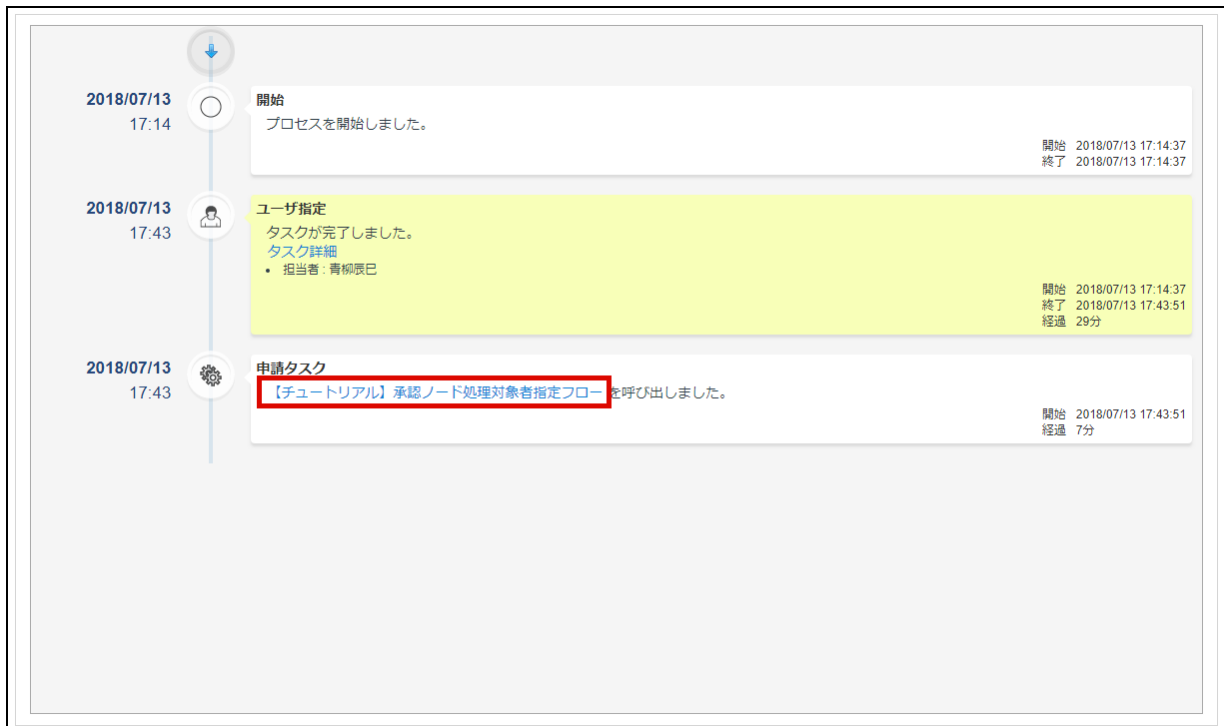 2018/07/13
17:14
開始
プロセスを開始しました。
開始 2018/07/13 17:14:37
終了 2018/07/13 17:14:37
2018/07/13
17:43
ユーザ指定
タスクが完了しました。
タスク詳細
• 担当者 : 青柳辰巳
開始 2018/07/13 17:14:37
終了 2018/07/13 17:43:51
経過 29分
2018/07/13
17:43
申請タスク
【チュートリアル】承認ノード処理対象者指定フロー を呼び出しました。
開始 2018/07/13 17:43:51
経過 7分